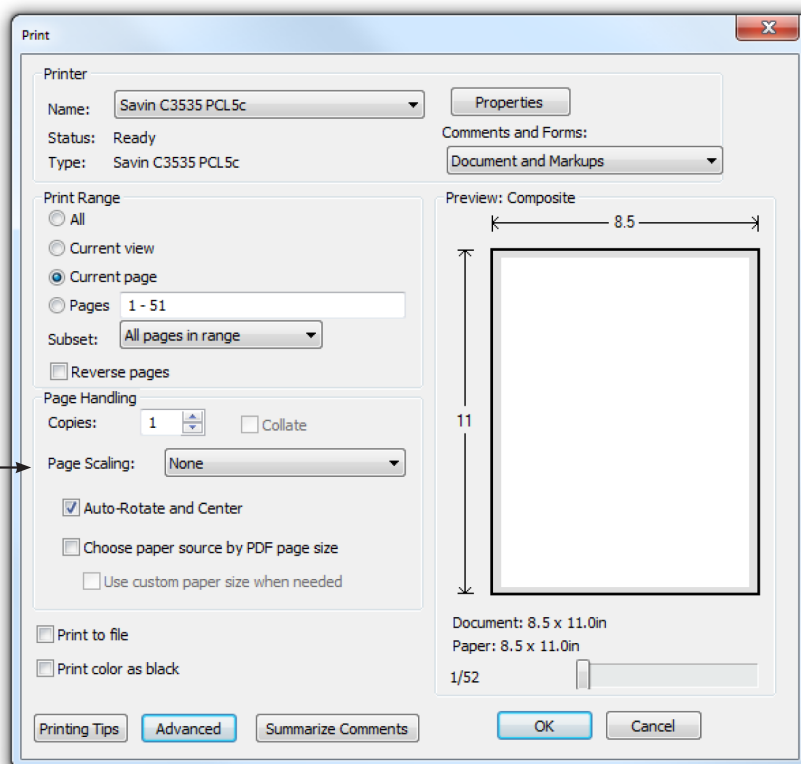 Print
Printer
Name: Savin C3535 PCL5c Properties
Status: Ready Comments and Forms:
Type: Savin C3535 PCL5c Document and Markups
Print Range
All
Current view
Current page
Pages 1 - 51
Subset: All pages in range
Reverse pages
Page Handling
Copies: 1 Collate
Page Scaling: None
Auto-Rotate and Center
Choose paper source by PDF page size
Use custom paper size when needed
Print to file
Print color as black
Preview: Composite
8.5
11
Document: 8.5 x 11.0in
Paper: 8.5 x 11.0in
1/52
Printing Tips Advanced Summarize Comments OK Cancel